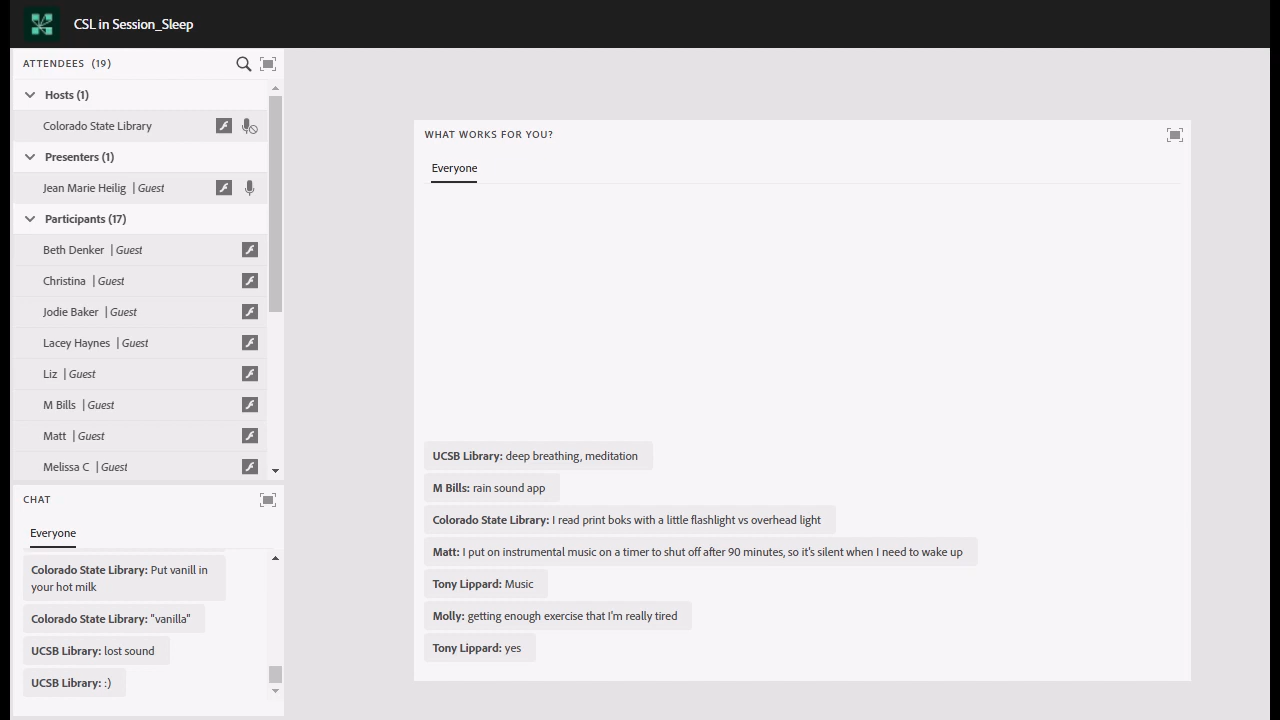 CSL in Session_Sleep
ATTENDEES (19)
Hosts (1)
Colorado State Library
Presenters (1)
Jean Marie Heilig | Guest
Participants (17)
Beth Denker | Guest
Christina | Guest
Jodie Baker | Guest
Lacey Haynes | Guest
Liz | Guest
M Bills | Guest
Matt | Guest
Melissa C | Guest
CHAT
Everyone
Colorado State Library: Put vanill in
your hot milk
Colorado State Library: "vanilla"
UCSB Library: lost sound
UCSB Library: :)
WHAT WORKS FOR YOU?
Everyone
UCSB Library: deep breathing, meditation
M Bills: rain sound app
Colorado State Library: I read print boks with a little flashlight vs overhead light
Matt: I put on instrumental music on a timer to shut off after 90 minutes, so it's silent when I need to wake up
Tony Lippard: Music
Molly: getting enough exercise that I'm really tired
Tony Lippard: yes